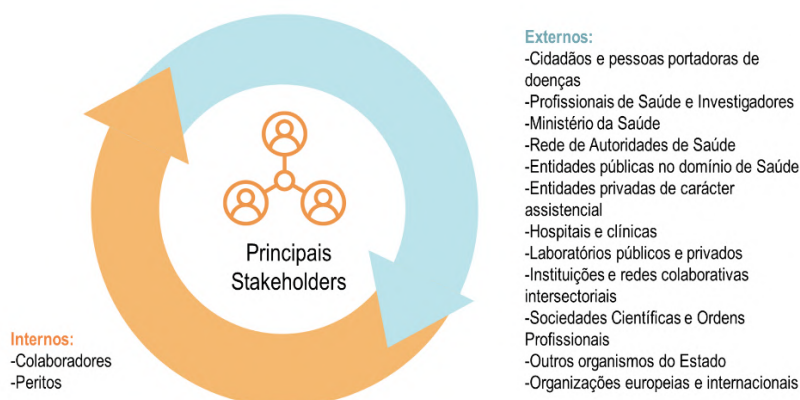 Principais
Stakeholders
Internos:
-Colaboradores
-Peritos
Externos:
-Cidadãos e pessoas portadoras de
doenças
-Profissionais de Saúde e Investigadores
-Ministério da Saúde
-Rede de Autoridades de Saúde
-Entidades públicas no domínio de Saúde
-Entidades privadas de carácter
assistencial
-Hospitais e clínicas
-Laboratórios públicos e privados
-Instituições e redes colaborativas
intersectoriais
-Sociedades Científicas e Ordens
Profissionais
-Outros organismos do Estado
-Organizações europeias e internacionais